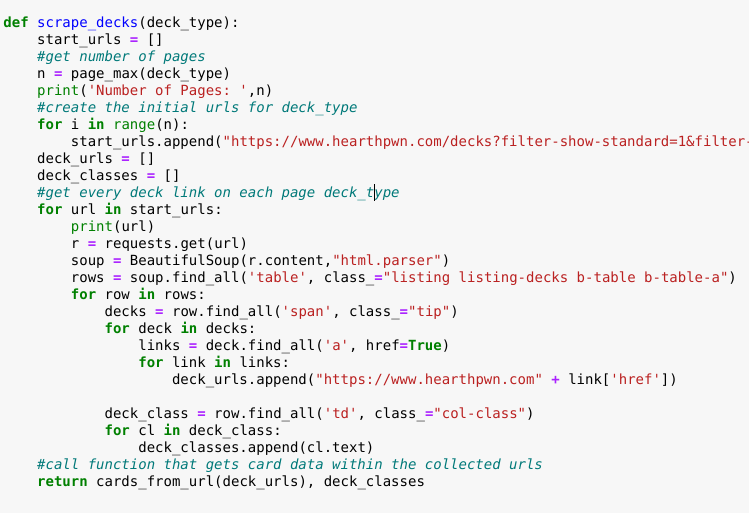 def scrape_decks(deck_type):
    start_urls = []
    #get number of pages
    n = page_max(deck_type)
    print('Number of Pages: ',n)
    #create the initial urls for deck_type
    for i in range(n):
        start_urls.append("https://www.hearthpwn.com/decks?filter-show-standard=1&filter-
    deck_urls = []
    deck_classes = []
    #get every deck link on each page deck_type
    for url in start_urls:
        print(url)
        r = requests.get(url)
        soup = BeautifulSoup(r.content,"html.parser")
        rows = soup.find_all('table', class_="listing listing-decks b-table b-table-a")
        for row in rows:
            decks = row.find_all('span', class_="tip")
            for deck in decks:
                links = deck.find_all('a', href=True)
                for link in links:
                    deck_urls.append("https://www.hearthpwn.com" + link['href'])

            deck_class = row.find_all('td', class_="col-class")
            for cl in deck_class:
                deck_classes.append(cl.text)
    #call function that gets card data within the collected urls
    return cards_from_url(deck_urls), deck_classes